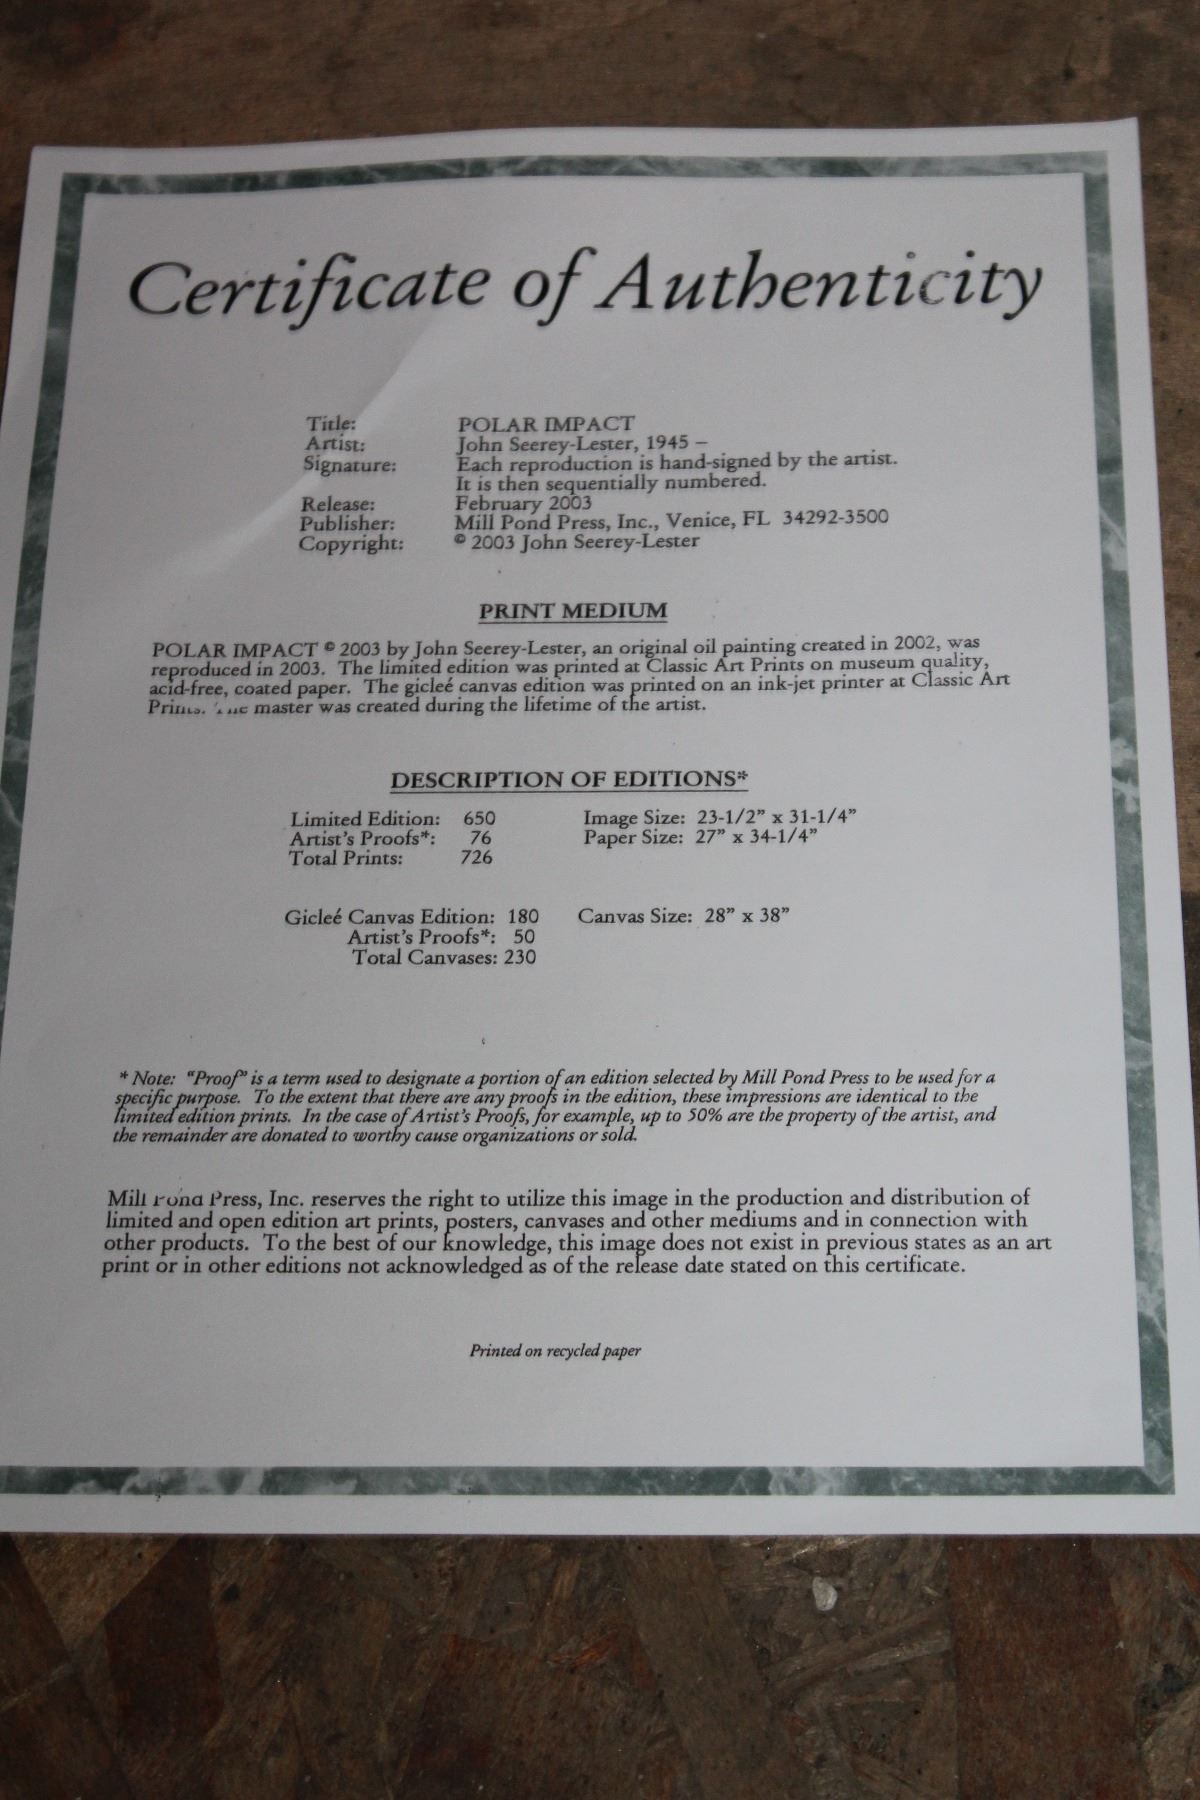 Certificate of Authenticity
Title: POLAR IMPACT
Artist: John Seerey-Lester, 1945 –
Signature: Each reproduction is hand-signed by the artist.
It is then sequentially numbered.
Release: February 2003
Publisher: Mill Pond Press, Inc., Venice, FL 34292-3500
Copyright: © 2003 John Seerey-Lester
PRINT MEDIUM
POLAR IMPACT © 2003 by John Seerey-Lester, an original oil painting created in 2002, was
reproduced in 2003. The limited edition was printed at Classic Art Prints on museum quality,
acid-free, coated paper. The gicleé canvas edition was printed on an ink-jet printer at Classic Art
Prints. The master was created during the lifetime of the artist.
DESCRIPTION OF EDITIONS*
Limited Edition: 650 Image Size: 23-1/2" x 31-1/4"
Artist's Proofs*: 76 Paper Size: 27" x 34-1/4"
Total Prints: 726
Gicleé Canvas Edition: 180 Canvas Size: 28" x 38"
Artist's Proofs*: 50
Total Canvases: 230
* Note: "Proof" is a term used to designate a portion of an edition selected by Mill Pond Press to be used for a
specific purpose. To the extent that there are any proofs in the edition, these impressions are identical to the
limited edition prints. In the case of Artist's Proofs, for example, up to 50% are the property of the artist, and
the remainder are donated to worthy cause organizations or sold.
Mill Pond Press, Inc. reserves the right to utilize this image in the production and distribution of
limited and open edition art prints, posters, canvases and other mediums and in connection with
other products. To the best of our knowledge, this image does not exist in previous states as an art
print or in other editions not acknowledged as of the release date stated on this certificate.
Printed on recycled paper